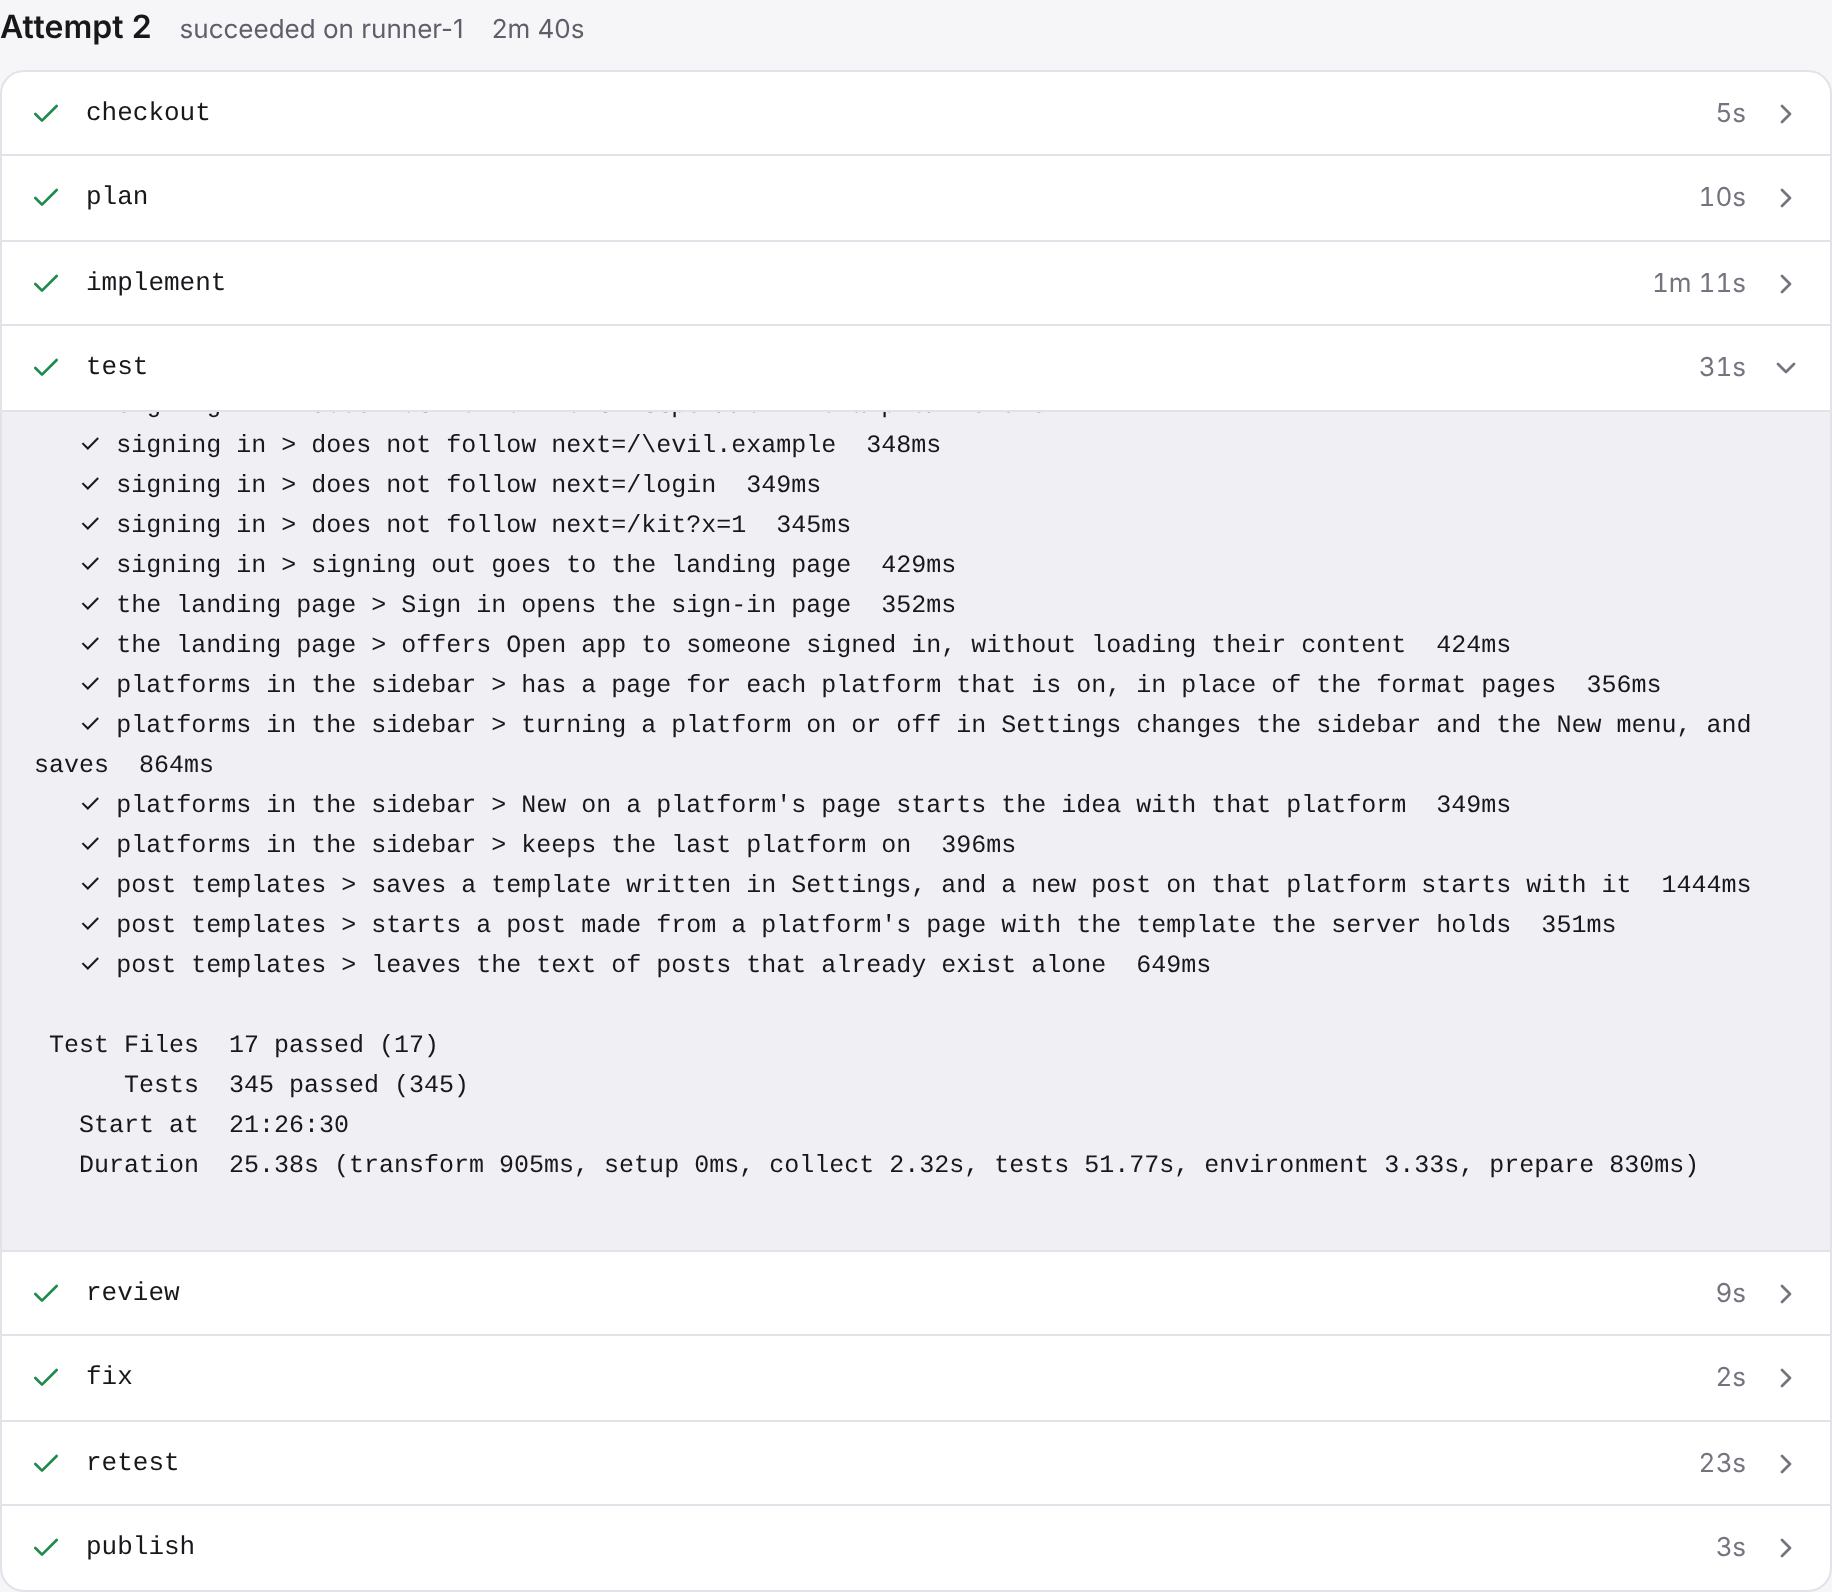 Attempt 2 succeeded on runner-1 2m 40s
checkout 5s
plan 10s
implement 1m 11s
test 31s
✓ signing in > does not follow next=/\evil.example 348ms
✓ signing in > does not follow next=/login 349ms
✓ signing in > does not follow next=/kit?x=1 345ms
✓ signing in > signing out goes to the landing page 429ms
✓ the landing page > Sign in opens the sign-in page 352ms
✓ the landing page > offers Open app to someone signed in, without loading their content 424ms
✓ platforms in the sidebar > has a page for each platform that is on, in place of the format pages 356ms
✓ platforms in the sidebar > turning a platform on or off in Settings changes the sidebar and the New menu, and
saves 864ms
✓ platforms in the sidebar > New on a platform's page starts the idea with that platform 349ms
✓ platforms in the sidebar > keeps the last platform on 396ms
✓ post templates > saves a template written in Settings, and a new post on that platform starts with it 1444ms
✓ post templates > starts a post made from a platform's page with the template the server holds 351ms
✓ post templates > leaves the text of posts that already exist alone 649ms
Test Files 17 passed (17)
Tests 345 passed (345)
Start at 21:26:30
Duration 25.38s (transform 905ms, setup 0ms, collect 2.32s, tests 51.77s, environment 3.33s, prepare 830ms)
review 9s
fix 2s
retest 23s
publish 3s